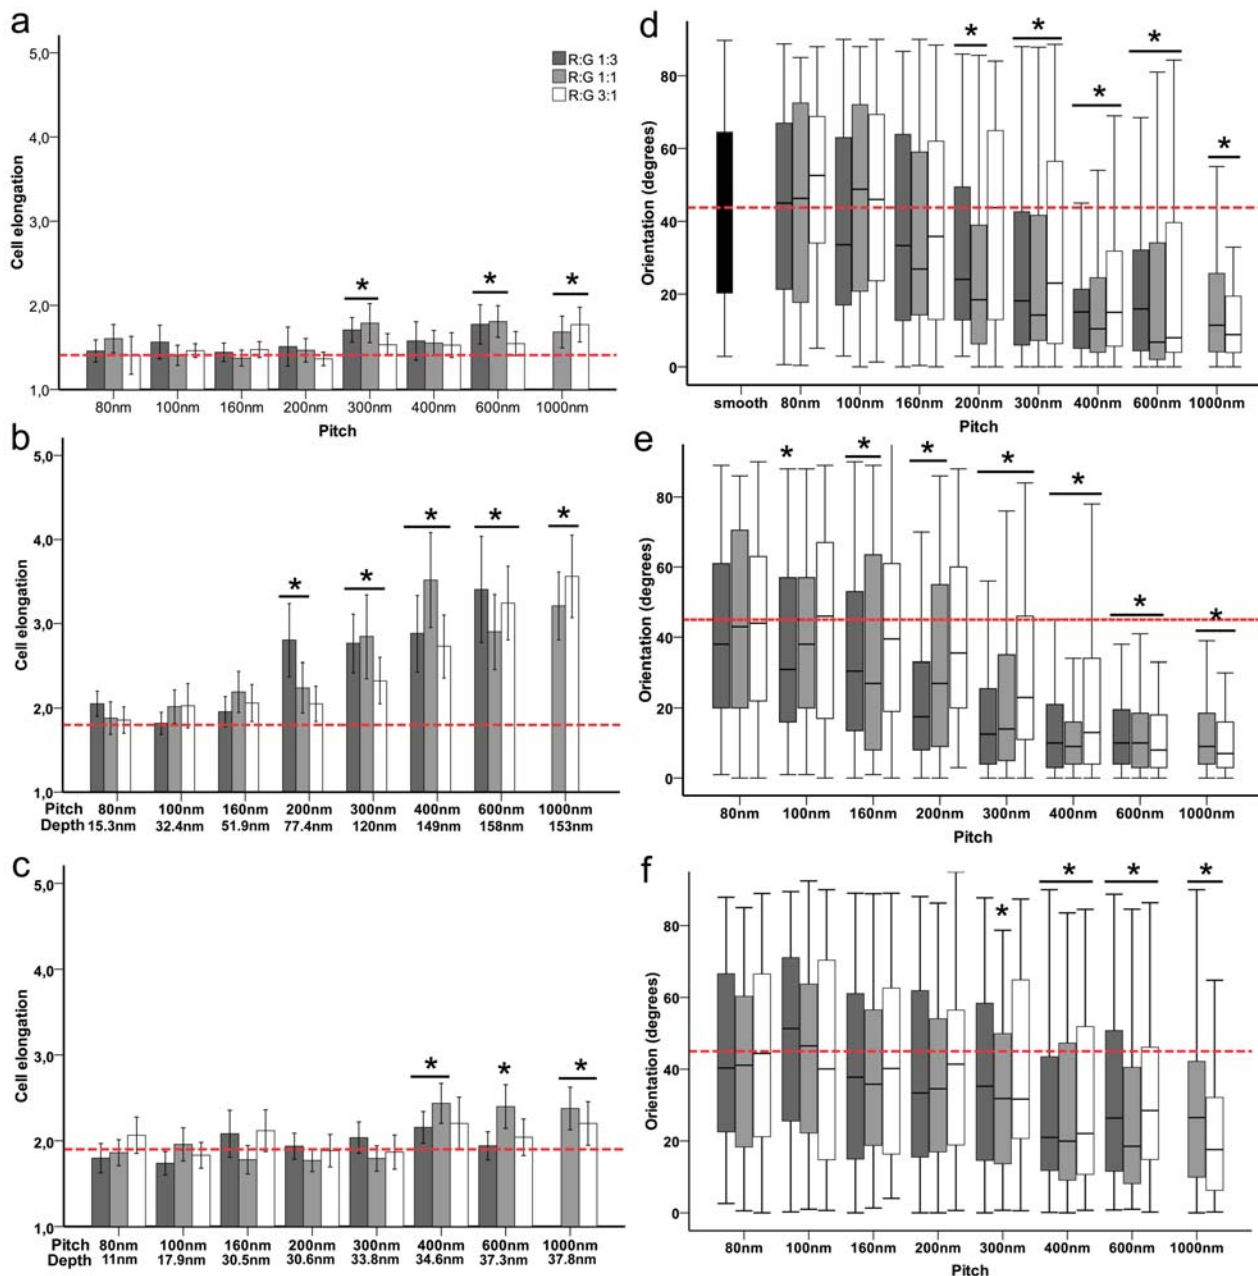 a
5,0
4,0
3,0
2,0
1,0
Cell elongation
R:G 1:3
R:G 1:1
R:G 3:1
*
*
*
80nm 100nm 160nm 200nm 300nm 400nm 600nm 1000nm
Pitch
b
5,0
4,0
3,0
2,0
1,0
Cell elongation
*
*
*
*
*
Pitch 80nm 100nm 160nm 200nm 300nm 400nm 600nm 1000nm
Depth 15.3nm 32.4nm 51.9nm 77.4nm 120nm 149nm 158nm 153nm
c
5,0
4,0
3,0
2,0
1,0
Cell elongation
*
*
*
Pitch 80nm 100nm 160nm 200nm 300nm 400nm 600nm 1000nm
Depth 11nm 17.9nm 30.5nm 30.6nm 33.8nm 34.6nm 37.3nm 37.8nm
d
80
60
40
20
0
Orientation (degrees)
*
*
*
*
*
smooth 80nm 100nm 160nm 200nm 300nm 400nm 600nm 1000nm
Pitch
e
80
60
40
20
0
Orientation (degrees)
*
*
*
*
*
*
*
80nm 100nm 160nm 200nm 300nm 400nm 600nm 1000nm
Pitch
f
80
60
40
20
0
Orientation (degrees)
*
*
*
*
80nm 100nm 160nm 200nm 300nm 400nm 600nm 1000nm
Pitch